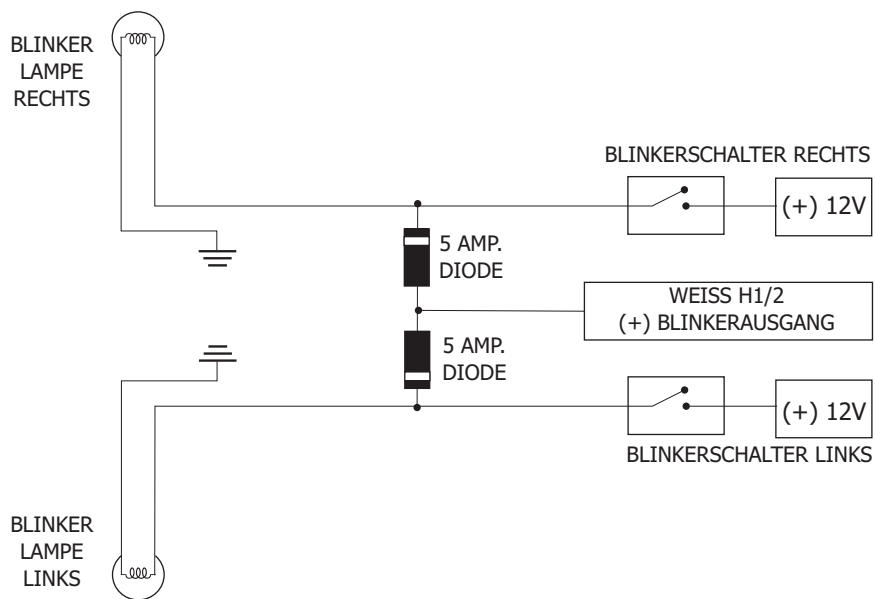 BLINKER
LAMPE
RECHTS
BLINKERSCHALTER RECHTS
(+) 12V
5 AMP.
DIODE
WEISS H1/2
(+) BLINKERAUSGANG
5 AMP.
DIODE
(+) 12V
BLINKERSCHALTER LINKS
BLINKER
LAMPE
LINKS